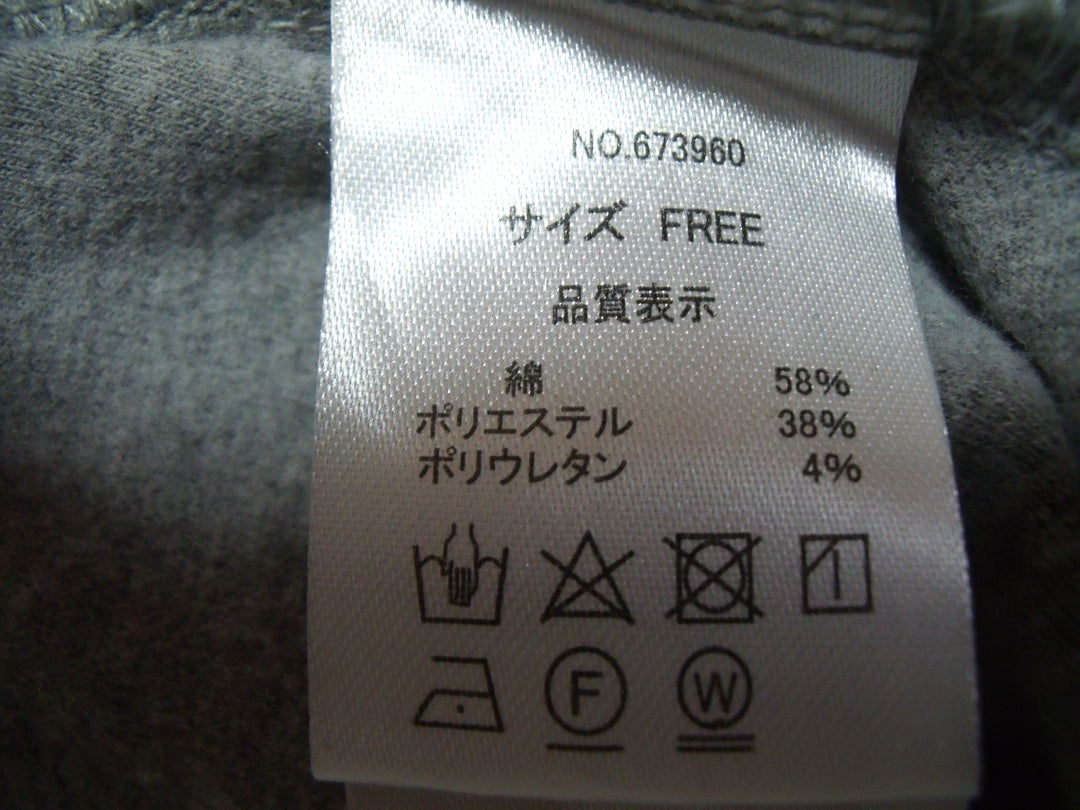 NO.673960
サイズ FREE
品質表示
綿 58%
ポリエステル 38%
ポリウレタン 4%
F W